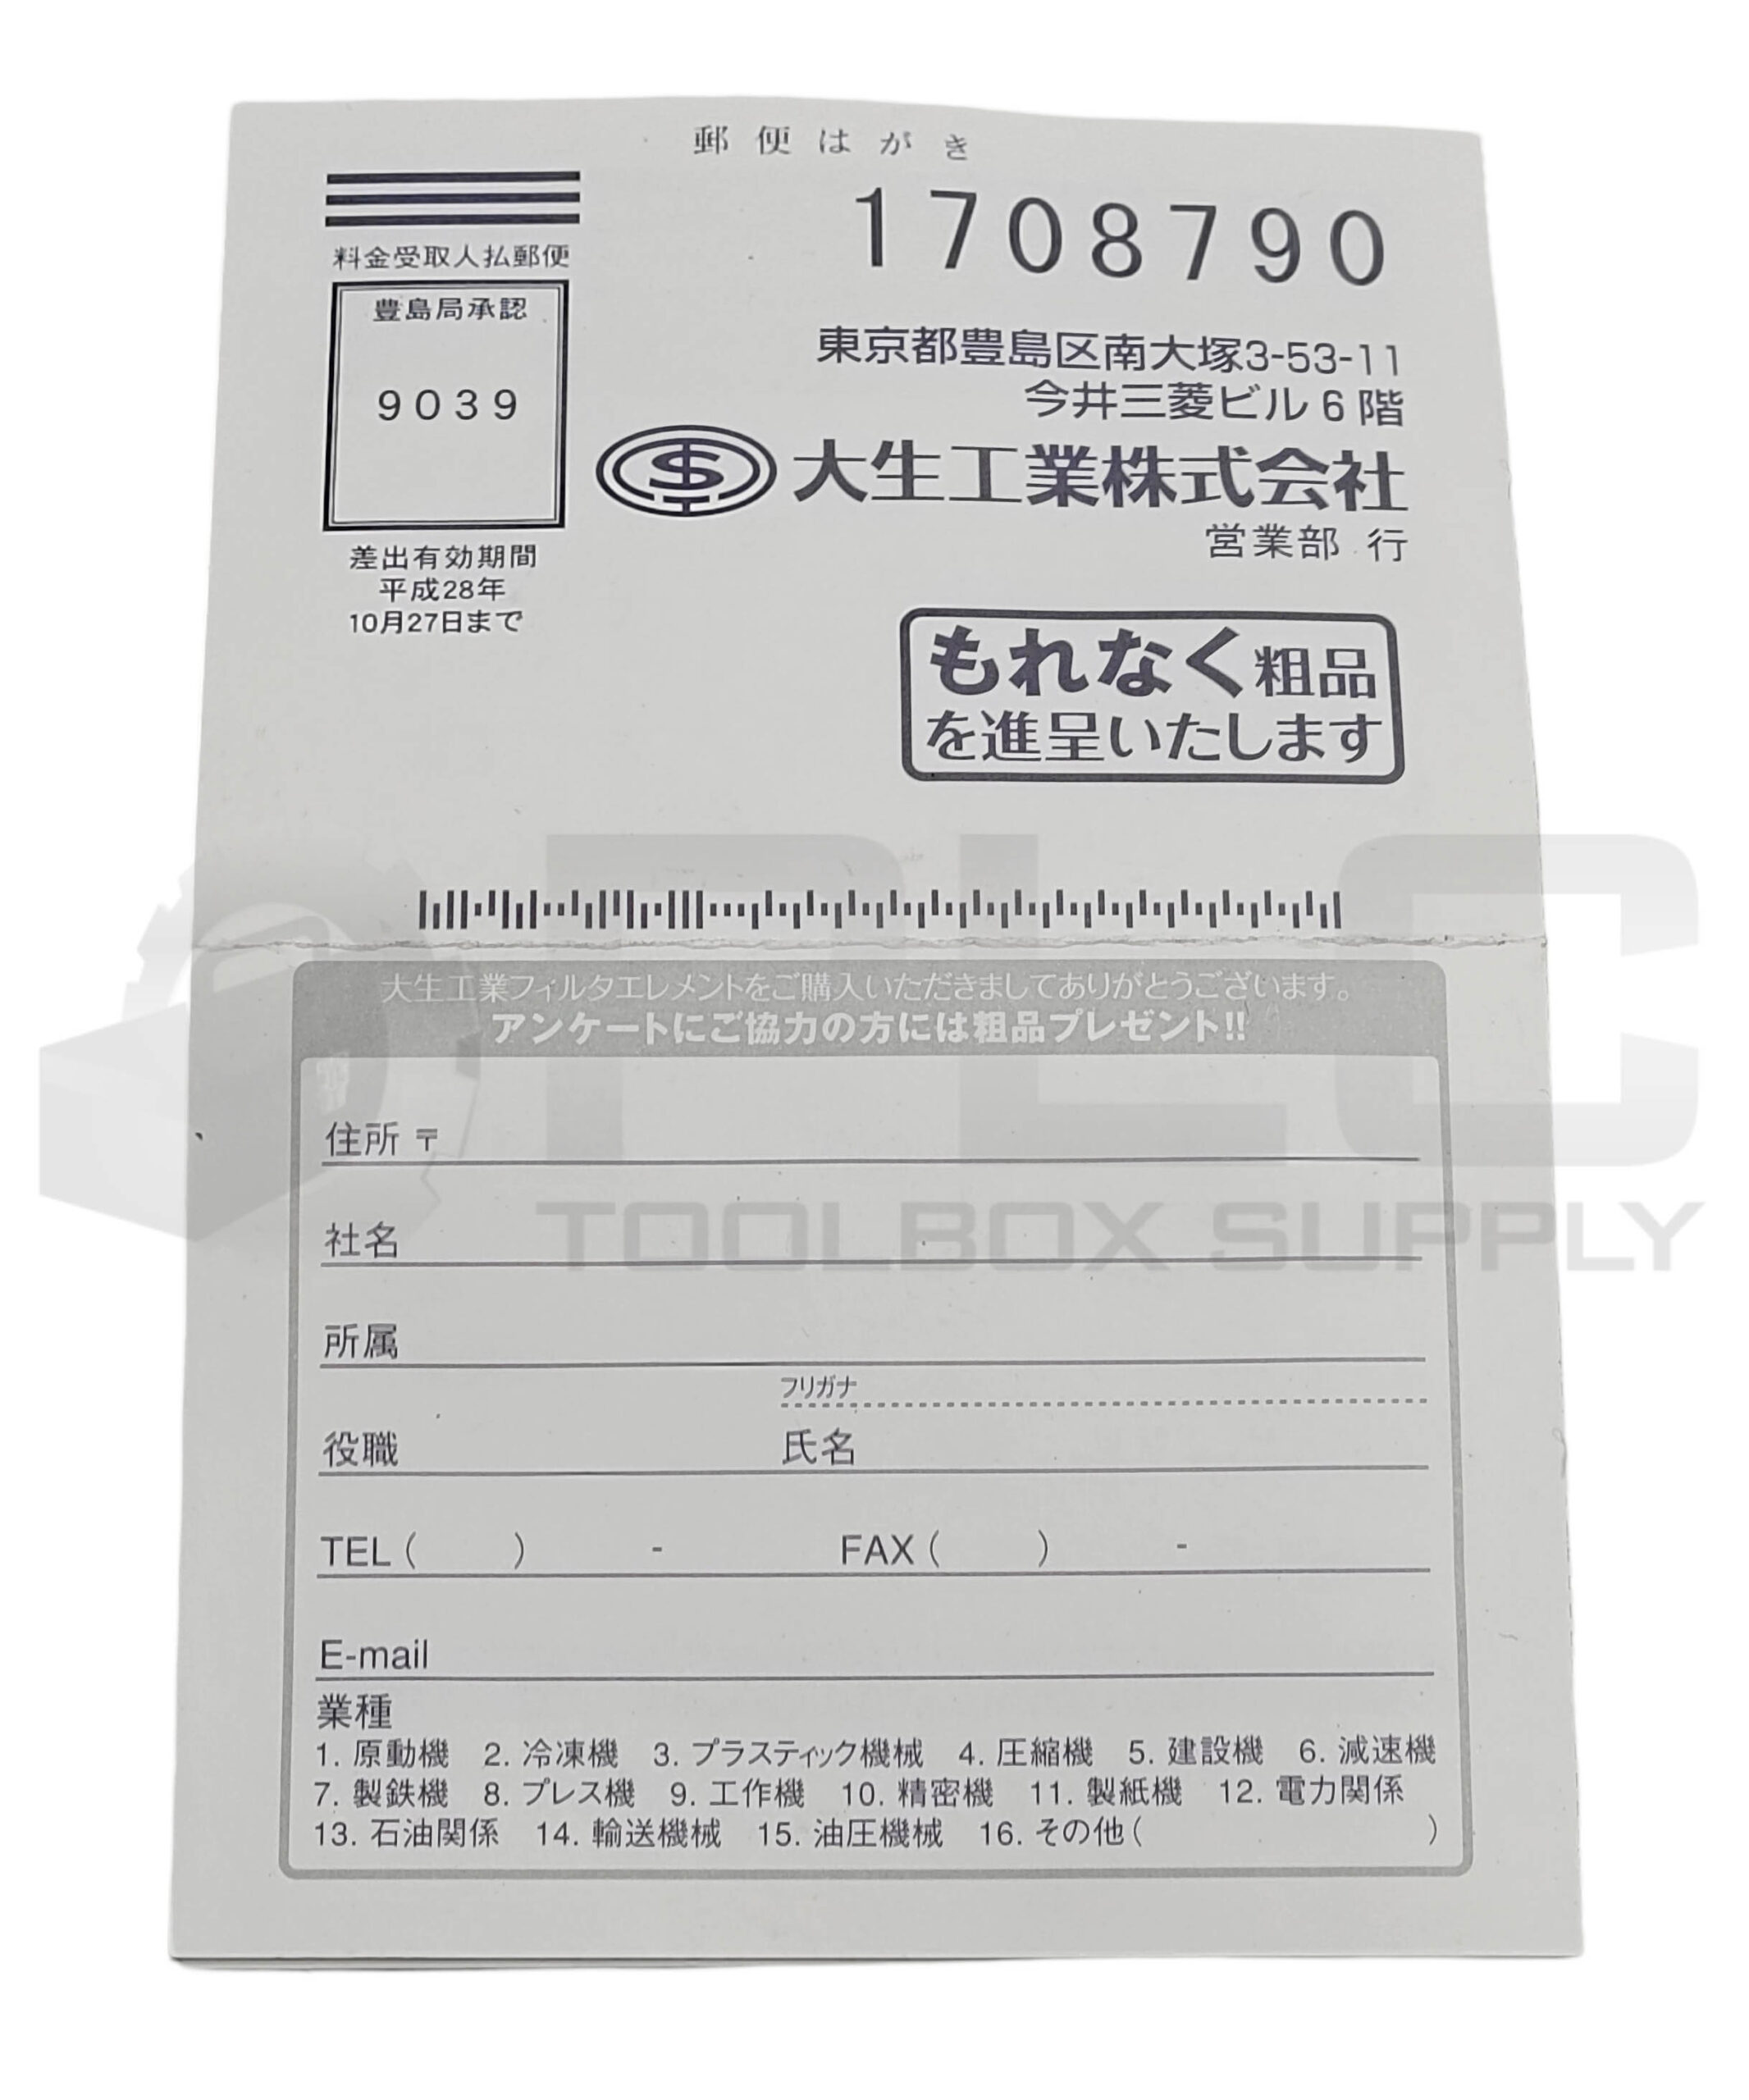 郵便はがき
1708790
料金受取人払郵便
豊島局承認
9039
差出有効期間
平成28年
10月27日まで
東京都豊島区南大塚3-53-11
今井三菱ビル6階
大生工業株式会社
営業部 行
もれなく粗品
を進呈いたします
大生工業フィルタエレメントをご購入いただきましてありがとうございます。
アンケートにご協力の方には粗品プレゼント!!
住所 〒
社名
所属
フリガナ
役職 氏名
TEL ( ) - FAX ( ) -
E-mail
業種
1. 原動機 2. 冷凍機 3. プラスティック機械 4. 圧縮機 5. 建設機 6. 減速機
7. 製鉄機 8. プレス機 9. 工作機 10. 精密機 11. 製紙機 12. 電力関係
13. 石油関係 14. 輸送機械 15. 油圧機械 16. その他( )
PLC
TOOLBOX SUPPLY